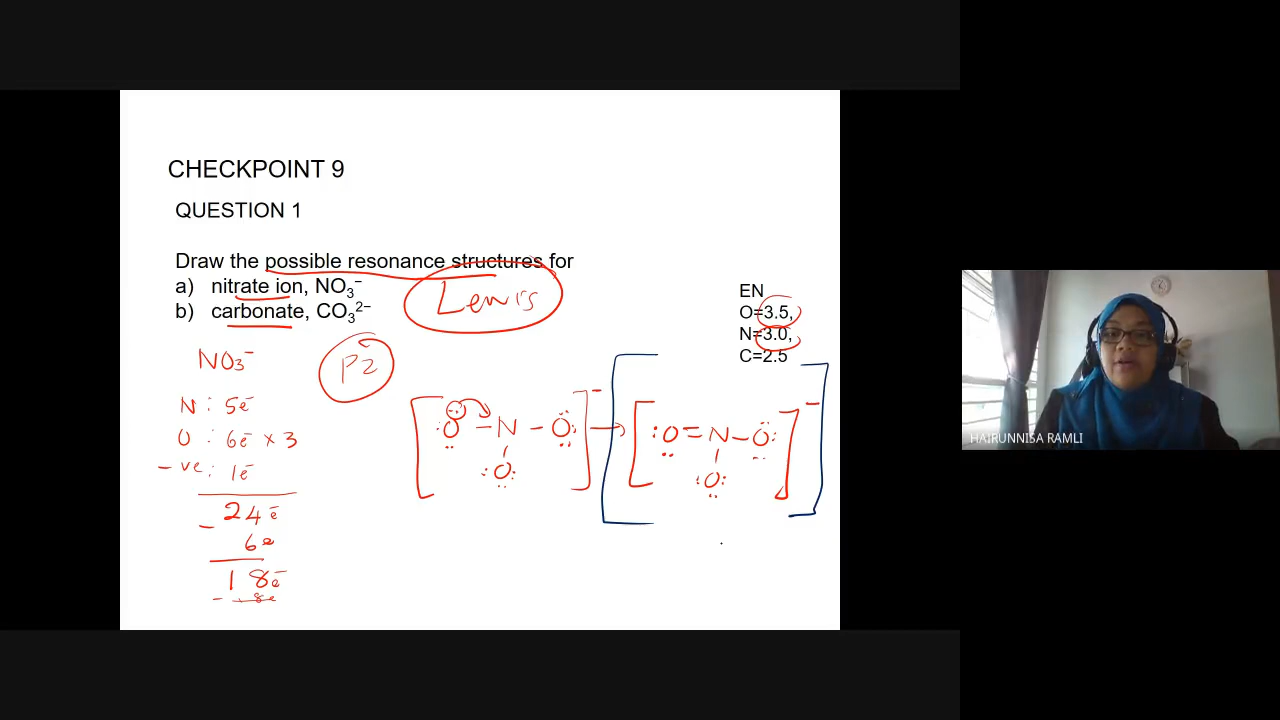 CHECKPOINT 9
QUESTION 1
Draw the possible resonance structures for
a) nitrate ion, NO₃⁻
b) carbonate, CO₃²⁻
Lewis
EN
O=3.5,
N=3.0,
C=2.5
NO₃⁻
P2
N : 5e⁻
O : 6e⁻ × 3
-ve : 1e⁻
24e⁻
- 6e
18e⁻
- 18e
[:O - N - O:]⁻ → [:O = N - O:]⁻
:O: :O:
HAIRUNNISA RAMLI